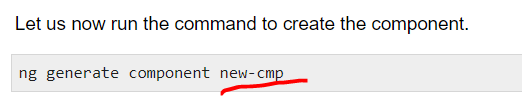 Let us now run the command to create the component.
ng generate component new-cmp